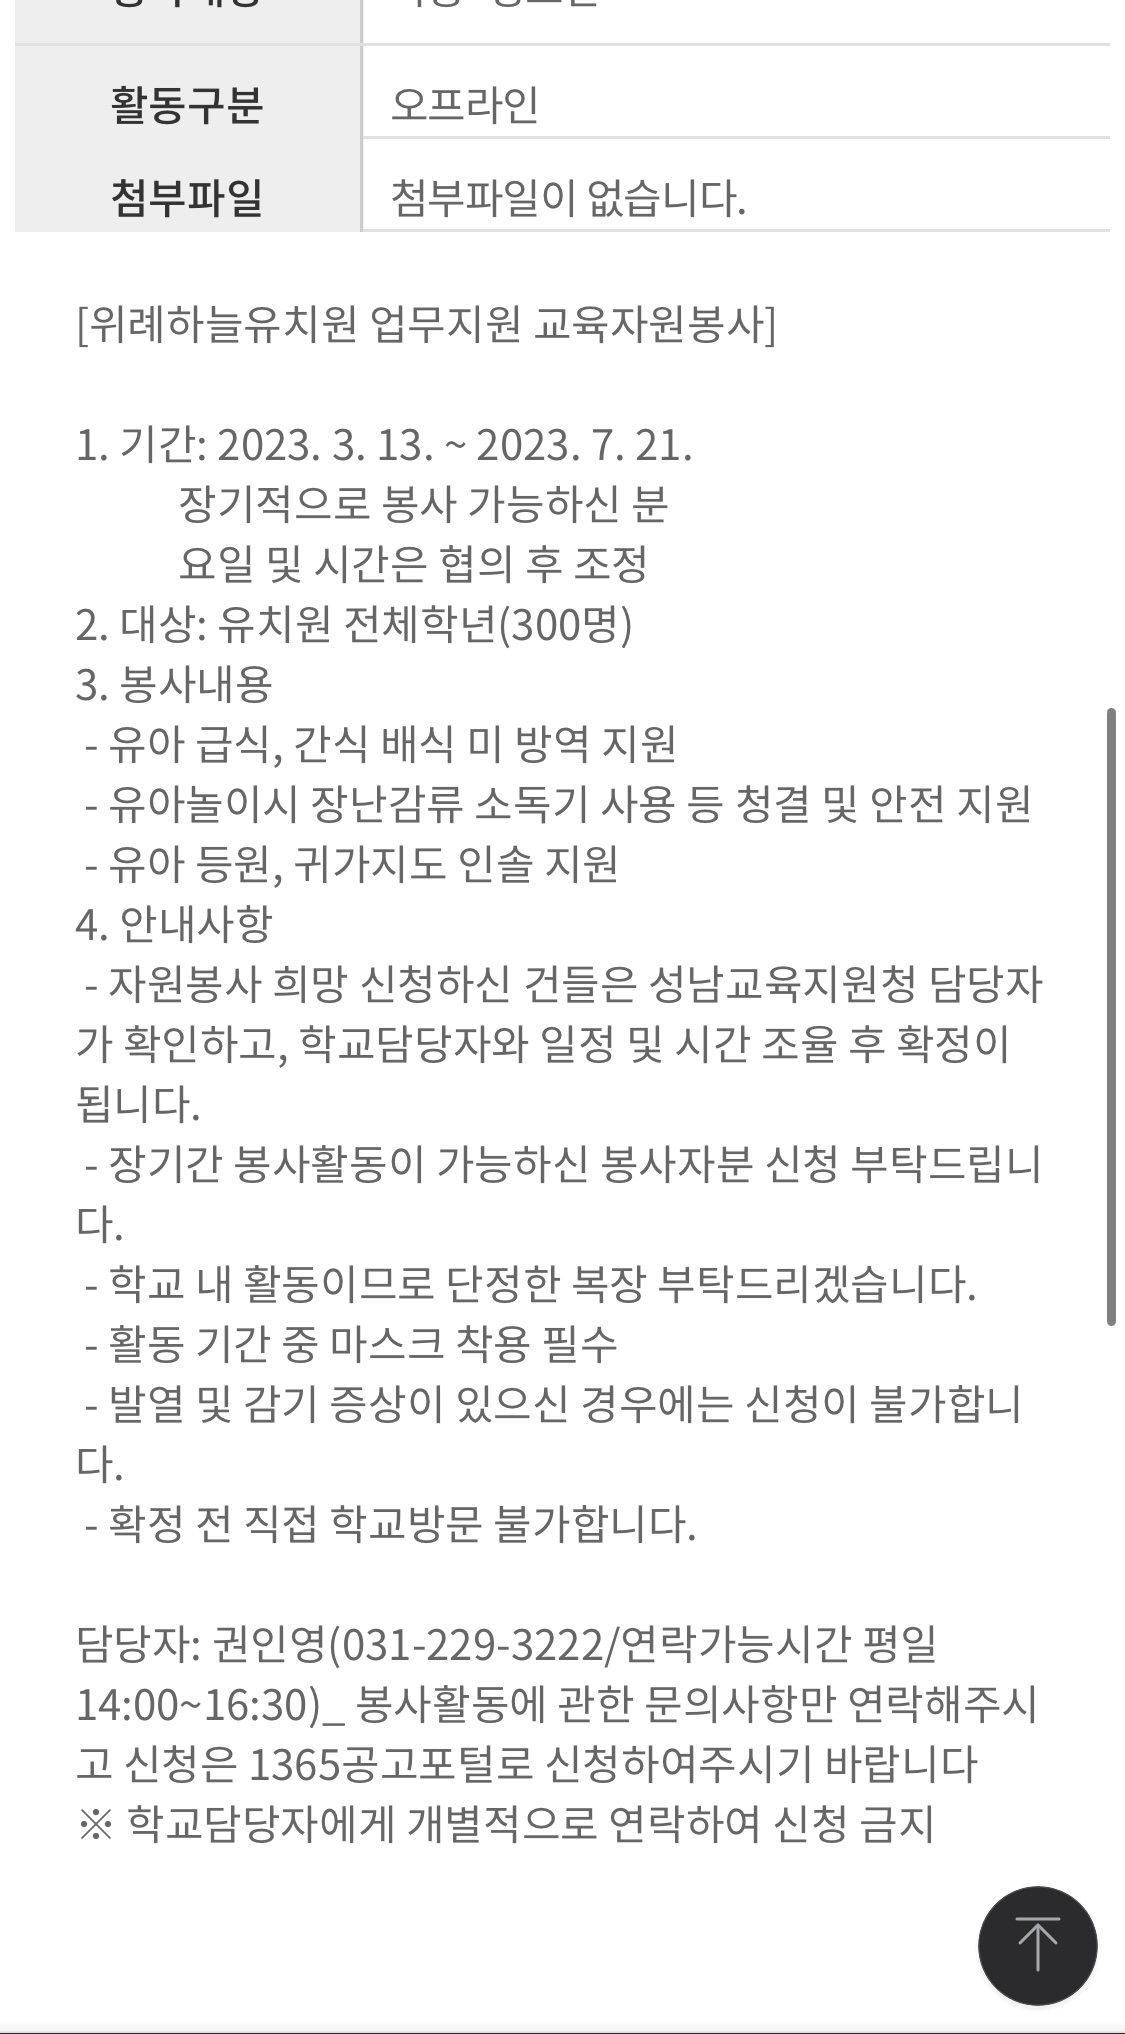 활동구분
오프라인
첨부파일
첨부파일이 없습니다.
[위례하늘유치원 업무지원 교육자원봉사]
1. 기간: 2023. 3. 13. ~ 2023. 7. 21.
장기적으로 봉사 가능하신 분
요일 및 시간은 협의 후 조정
2. 대상: 유치원 전체학년(300명)
3. 봉사내용
- 유아 급식, 간식 배식 미 방역 지원
- 유아놀이시 장난감류 소독기 사용 등 청결 및 안전 지원
- 유아 등원, 귀가지도 인솔 지원
4. 안내사항
- 자원봉사 희망 신청하신 건들은 성남교육지원청 담당자
가 확인하고, 학교담당자와 일정 및 시간 조율 후 확정이
됩니다.
- 장기간 봉사활동이 가능하신 봉사자분 신청 부탁드립니
다.
- 학교 내 활동이므로 단정한 복장 부탁드리겠습니다.
- 활동 기간 중 마스크 착용 필수
- 발열 및 감기 증상이 있으신 경우에는 신청이 불가합니
다.
- 확정 전 직접 학교방문 불가합니다.
담당자: 권인영(031-229-3222/연락가능시간 평일
14:00~16:30)_ 봉사활동에 관한 문의사항만 연락해주시
고 신청은 1365공고포털로 신청하여주시기 바랍니다
※ 학교담당자에게 개별적으로 연락하여 신청 금지